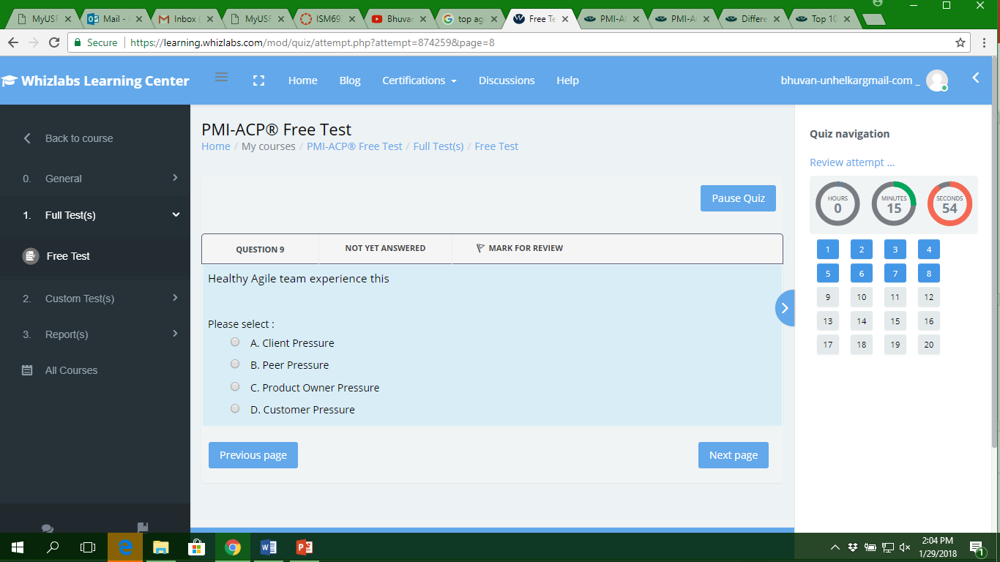 MyUSF
Mail -
Inbox (
MyUSF
ISM69
Bhuvan
top ag
Free Te
PMI-AC
PMI-A
Differe
Top 10
Secure
https://learning.whizlabs.com/mod/quiz/attempt.php?attempt=874259&page=8
Whizlabs Learning Center
Home
Blog
Certifications
Discussions
Help
bhuvan-unhelkargmail-com _
Back to course
0. General
1. Full Test(s)
Free Test
2. Custom Test(s)
3. Report(s)
All Courses
PMI-ACP® Free Test
Home / My courses / PMI-ACP® Free Test / Full Test(s) / Free Test
Pause Quiz
QUESTION 9
NOT YET ANSWERED
MARK FOR REVIEW
Healthy Agile team experience this
Please select :
A. Client Pressure
B. Peer Pressure
C. Product Owner Pressure
D. Customer Pressure
Previous page
Next page
Quiz navigation
Review attempt ...
HOURS
0
MINUTES
15
SECONDS
54
1 2 3 4
5 6 7 8
9 10 11 12
13 14 15 16
17 18 19 20
2:04 PM
1/29/2018
1